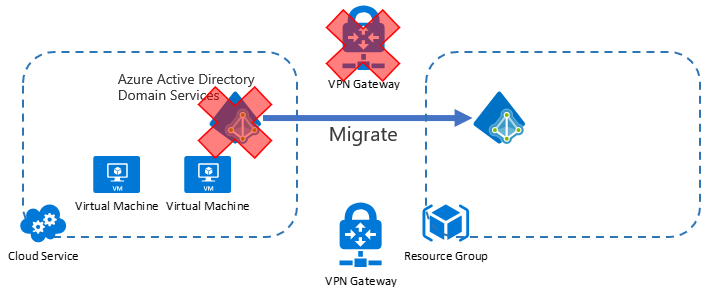 VPN Gateway
Azure Active Directory
Domain Services
Migrate
VM
VM
Virtual Machine
Virtual Machine
Cloud Service
VPN Gateway
Resource Group